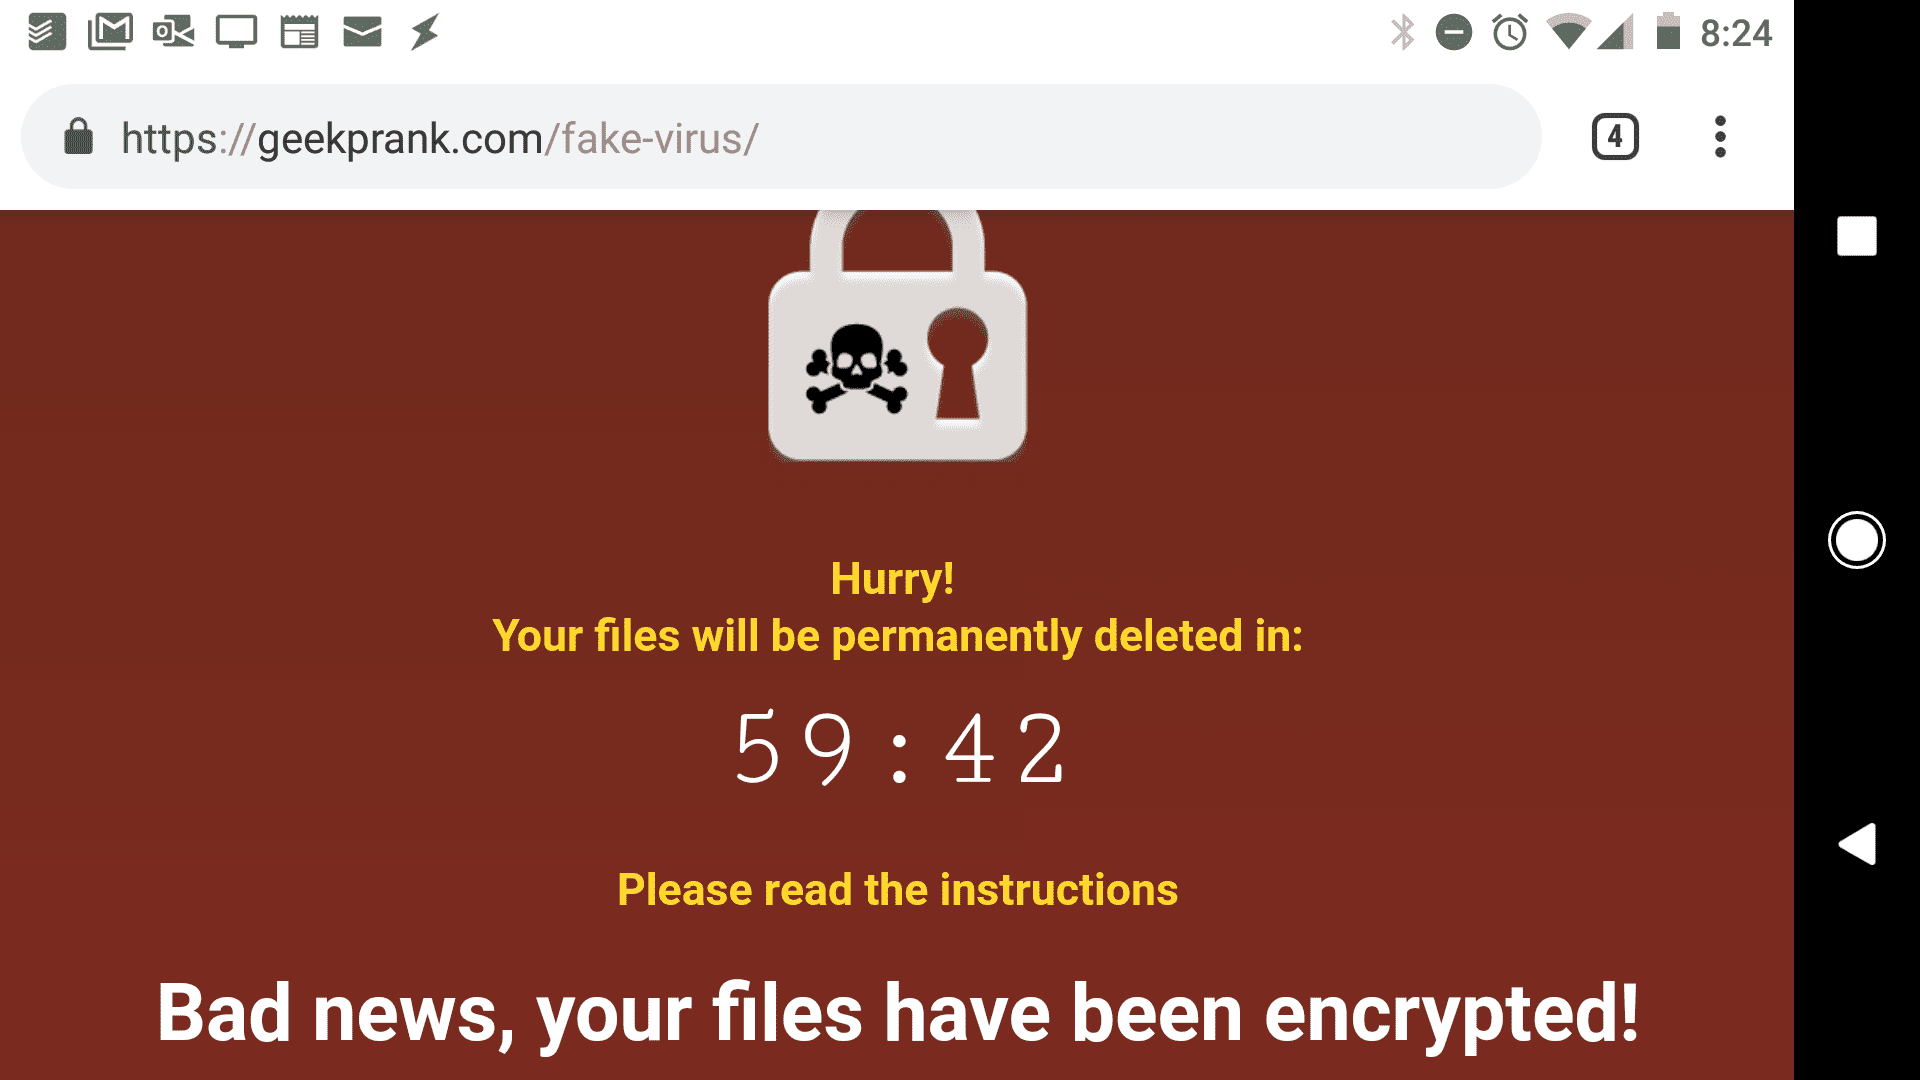 8:24
https://geekprank.com/fake-virus/
4
Hurry!
Your files will be permanently deleted in:
59:42
Please read the instructions
Bad news, your files have been encrypted!